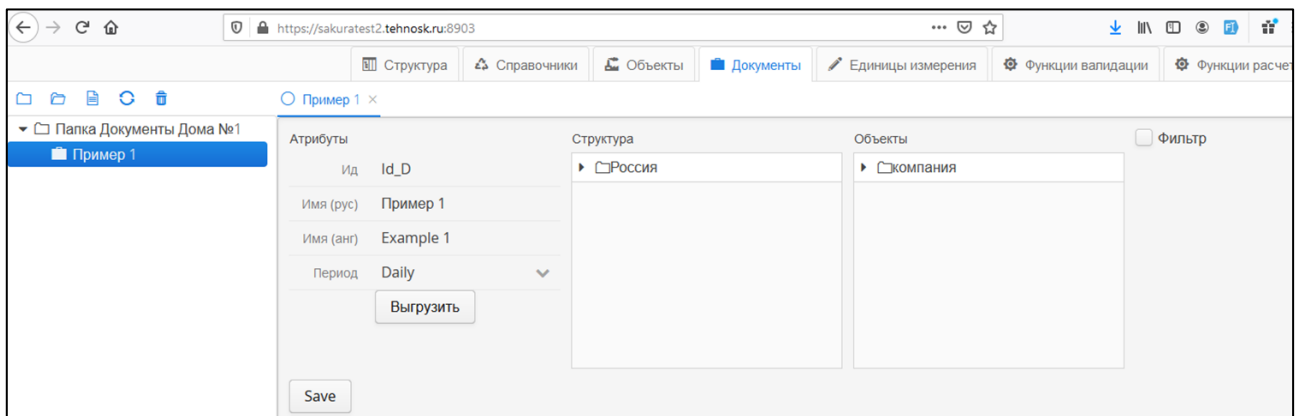 https://sakuratest2.tehnosk.ru:8903
Структура Справочники Объекты Документы Единицы измерения Функции валидации Функции расче
Пример 1 ×
Папка Документы Дома №1
Пример 1
Атрибуты Структура Объекты Фильтр
Ид Id_D Россия компания
Имя (рус) Пример 1
Имя (анг) Example 1
Период Daily
Выгрузить
Save